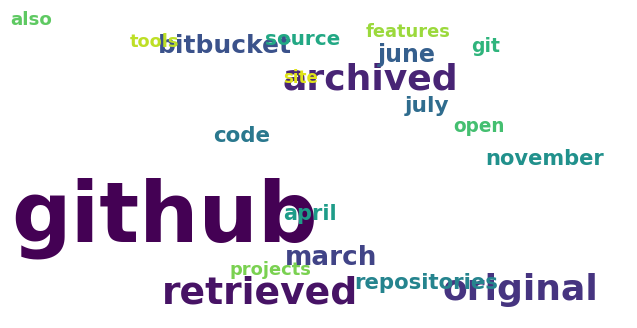 also
features
tools
bitbucket
source
git
june
site
archived
july
open
code
november
github
april
march
projects
repositories
retrieved
original